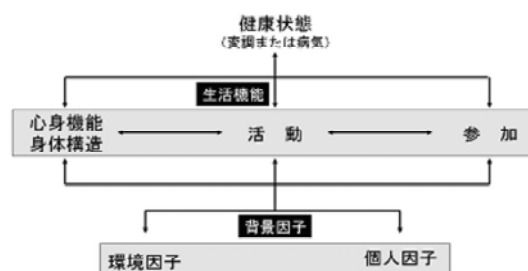 健康状態
(変調または病気)
生活機能
心身機能
身体構造
活動
参加
背景因子
環境因子
個人因子